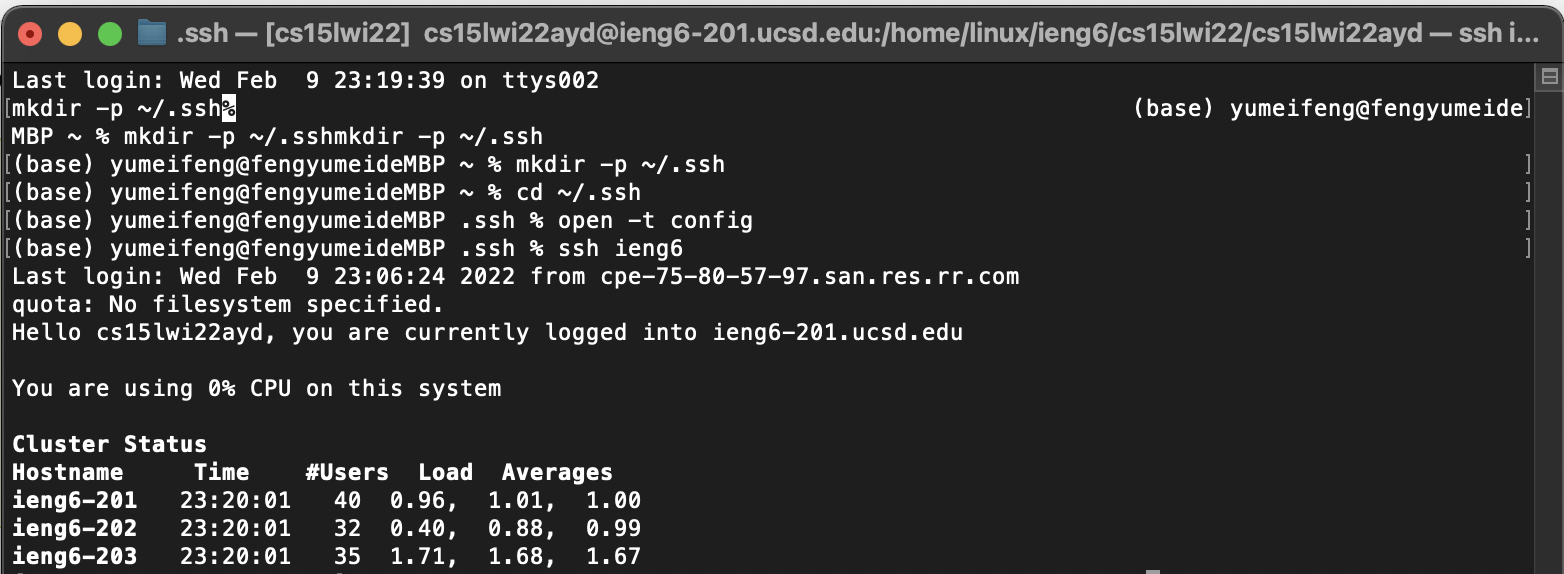 .ssh — [cs15lwi22] cs15lwi22ayd@ieng6-201.ucsd.edu:/home/linux/ieng6/cs15lwi22/cs15lwi22ayd — ssh i...
Last login: Wed Feb  9 23:19:39 on ttys002
[mkdir -p ~/.ssh% (base) yumeifeng@fengyumeide]
MBP ~ % mkdir -p ~/.sshmkdir -p ~/.ssh
[(base) yumeifeng@fengyumeideMBP ~ % mkdir -p ~/.ssh ]
[(base) yumeifeng@fengyumeideMBP ~ % cd ~/.ssh ]
[(base) yumeifeng@fengyumeideMBP .ssh % open -t config ]
[(base) yumeifeng@fengyumeideMBP .ssh % ssh ieng6 ]
Last login: Wed Feb  9 23:06:24 2022 from cpe-75-80-57-97.san.res.rr.com
quota: No filesystem specified.
Hello cs15lwi22ayd, you are currently logged into ieng6-201.ucsd.edu
You are using 0% CPU on this system
Cluster Status
Hostname     Time    #Users  Load  Averages
ieng6-201   23:20:01   40  0.96,  1.01,  1.00
ieng6-202   23:20:01   32  0.40,  0.88,  0.99
ieng6-203   23:20:01   35  1.71,  1.68,  1.67